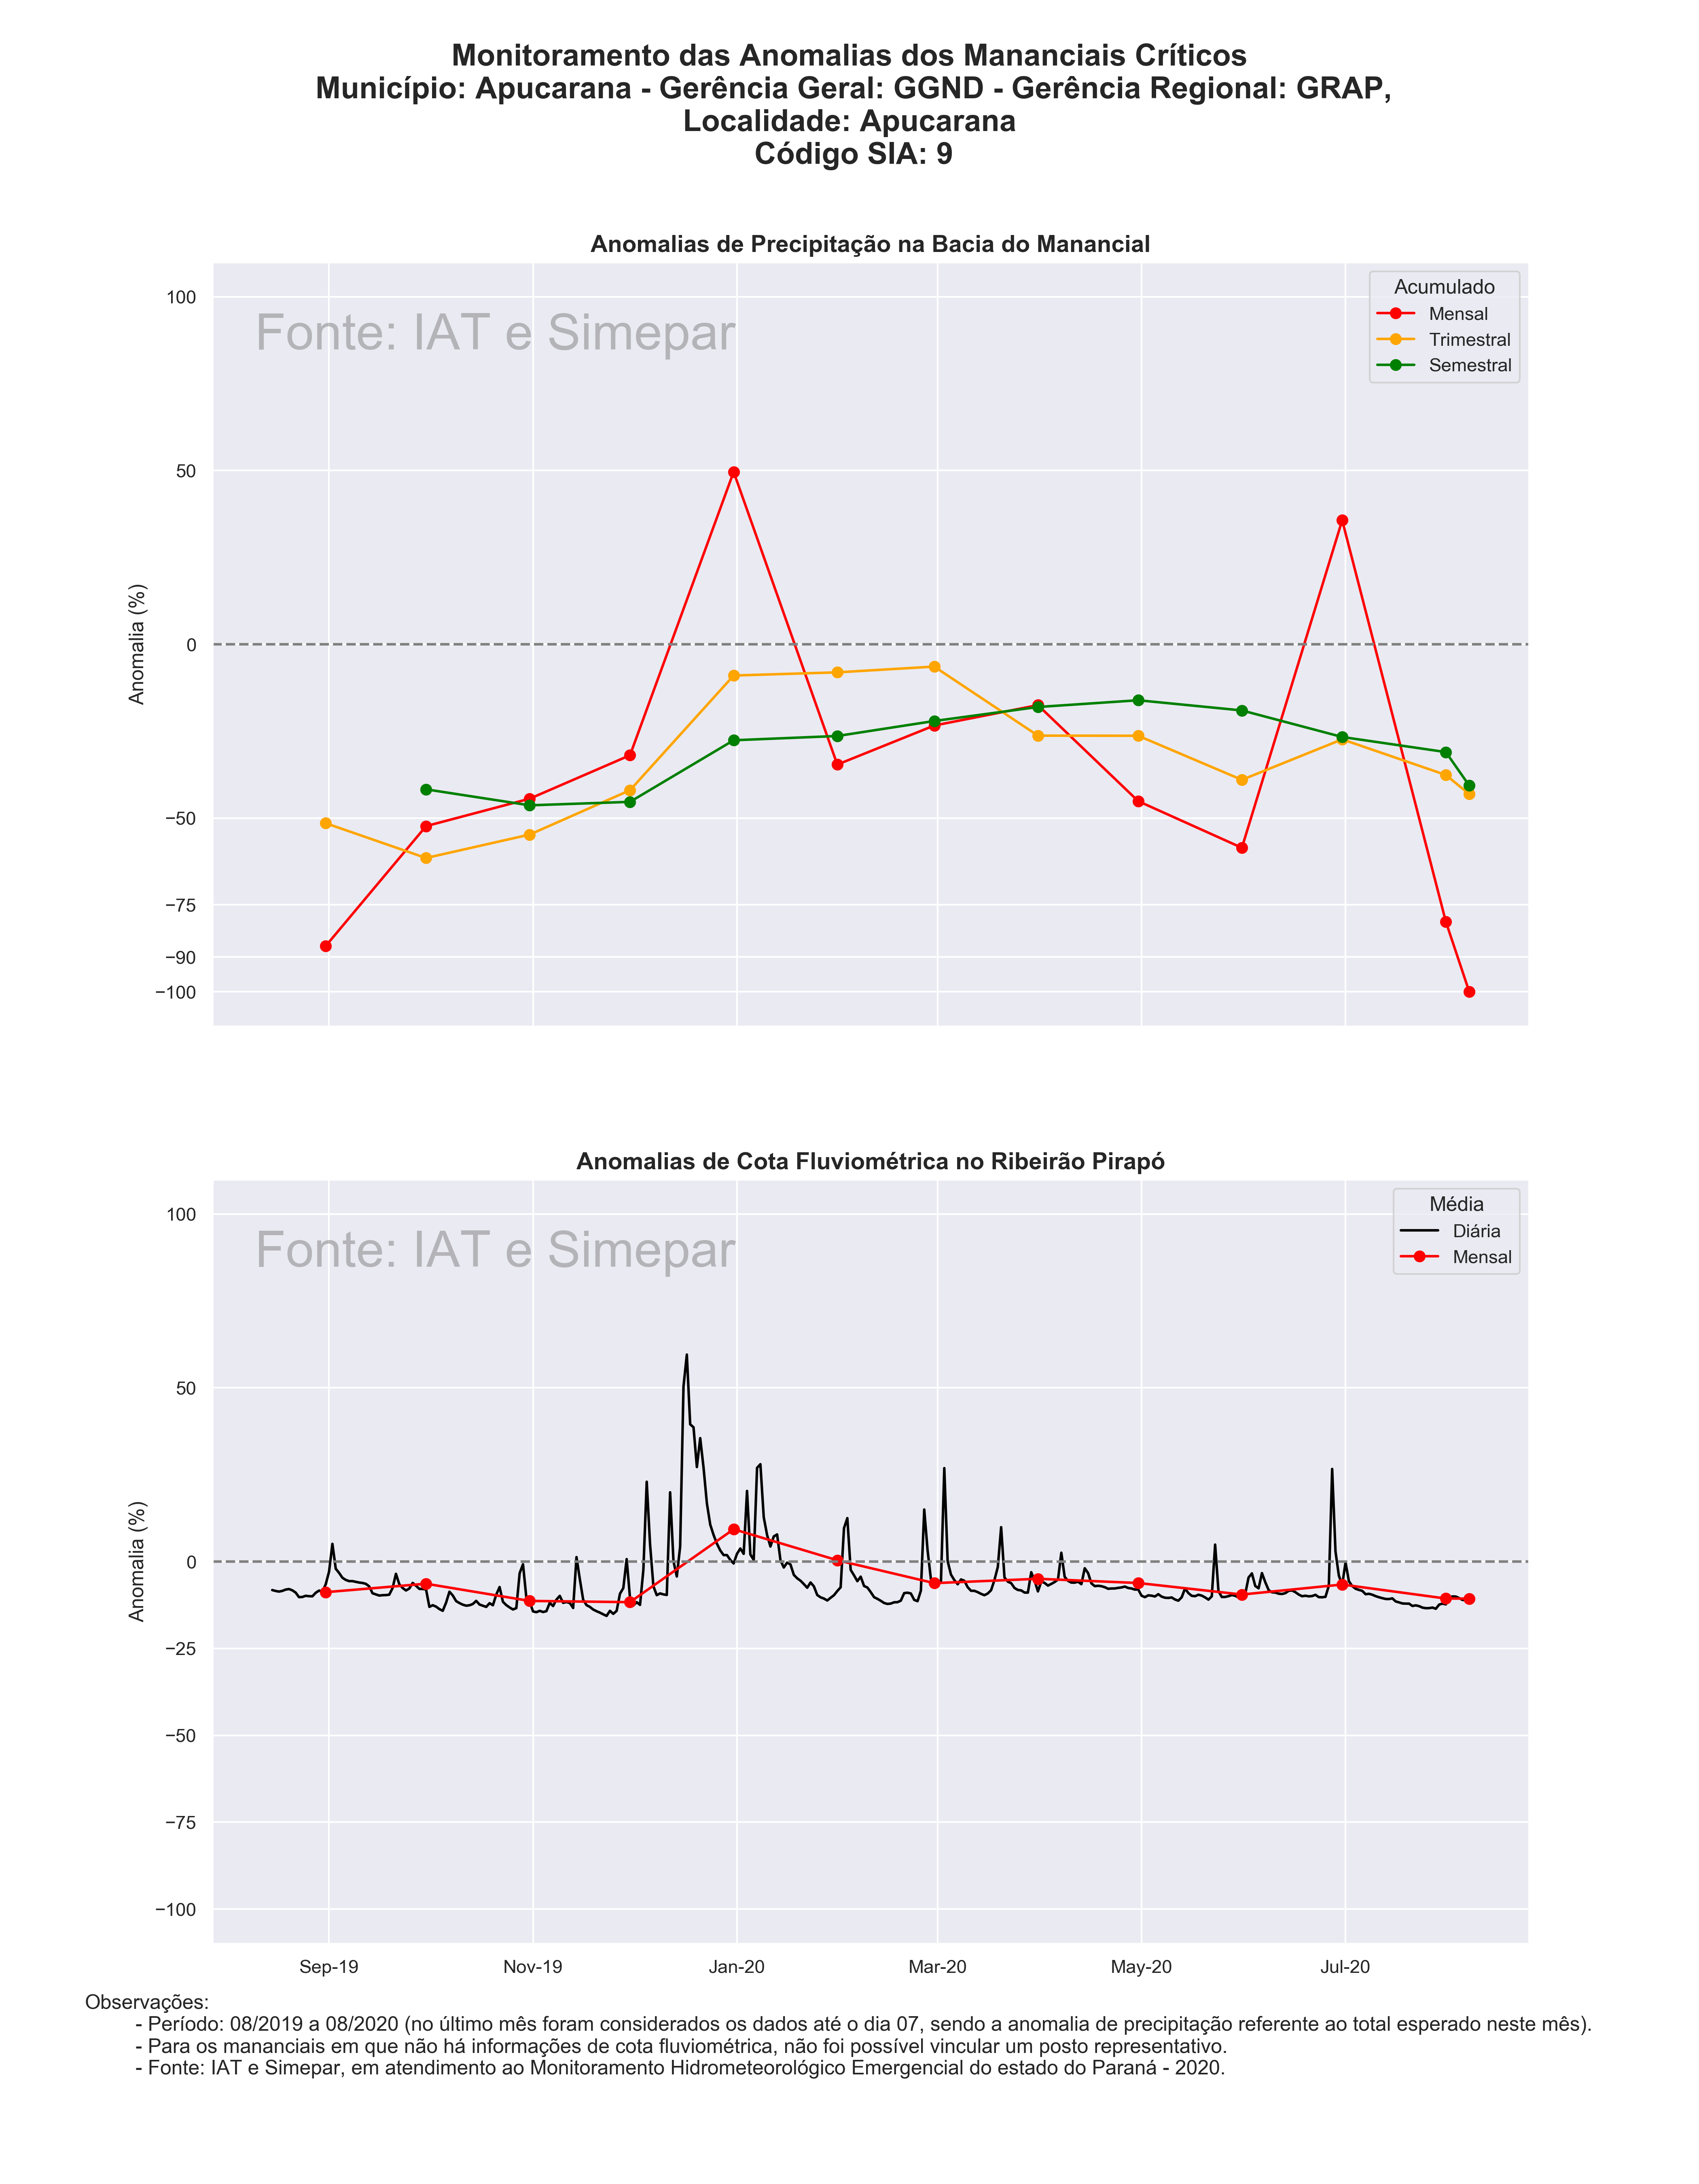 Monitoramento das Anomalias dos Mananciais Críticos
Município: Apucarana - Gerência Geral: GGND - Gerência Regional: GRAP,
Localidade: Apucarana
Código SIA: 9
Anomalias de Precipitação na Bacia do Manancial
Fonte: IAT e Simepar
Acumulado
Mensal
Trimestral
Semestral
Anomalia (%)
100
50
0
−50
−75
−90
−100
Anomalias de Cota Fluviométrica no Ribeirão Pirapó
Fonte: IAT e Simepar
Média
Diária
Mensal
Anomalia (%)
100
50
0
−25
−50
−75
−100
Sep-19 Nov-19 Jan-20 Mar-20 May-20 Jul-20
Observações:
- Período: 08/2019 a 08/2020 (no último mês foram considerados os dados até o dia 07, sendo a anomalia de precipitação referente ao total esperado neste mês).
- Para os mananciais em que não há informações de cota fluviométrica, não foi possível vincular um posto representativo.
- Fonte: IAT e Simepar, em atendimento ao Monitoramento Hidrometeorológico Emergencial do estado do Paraná - 2020.